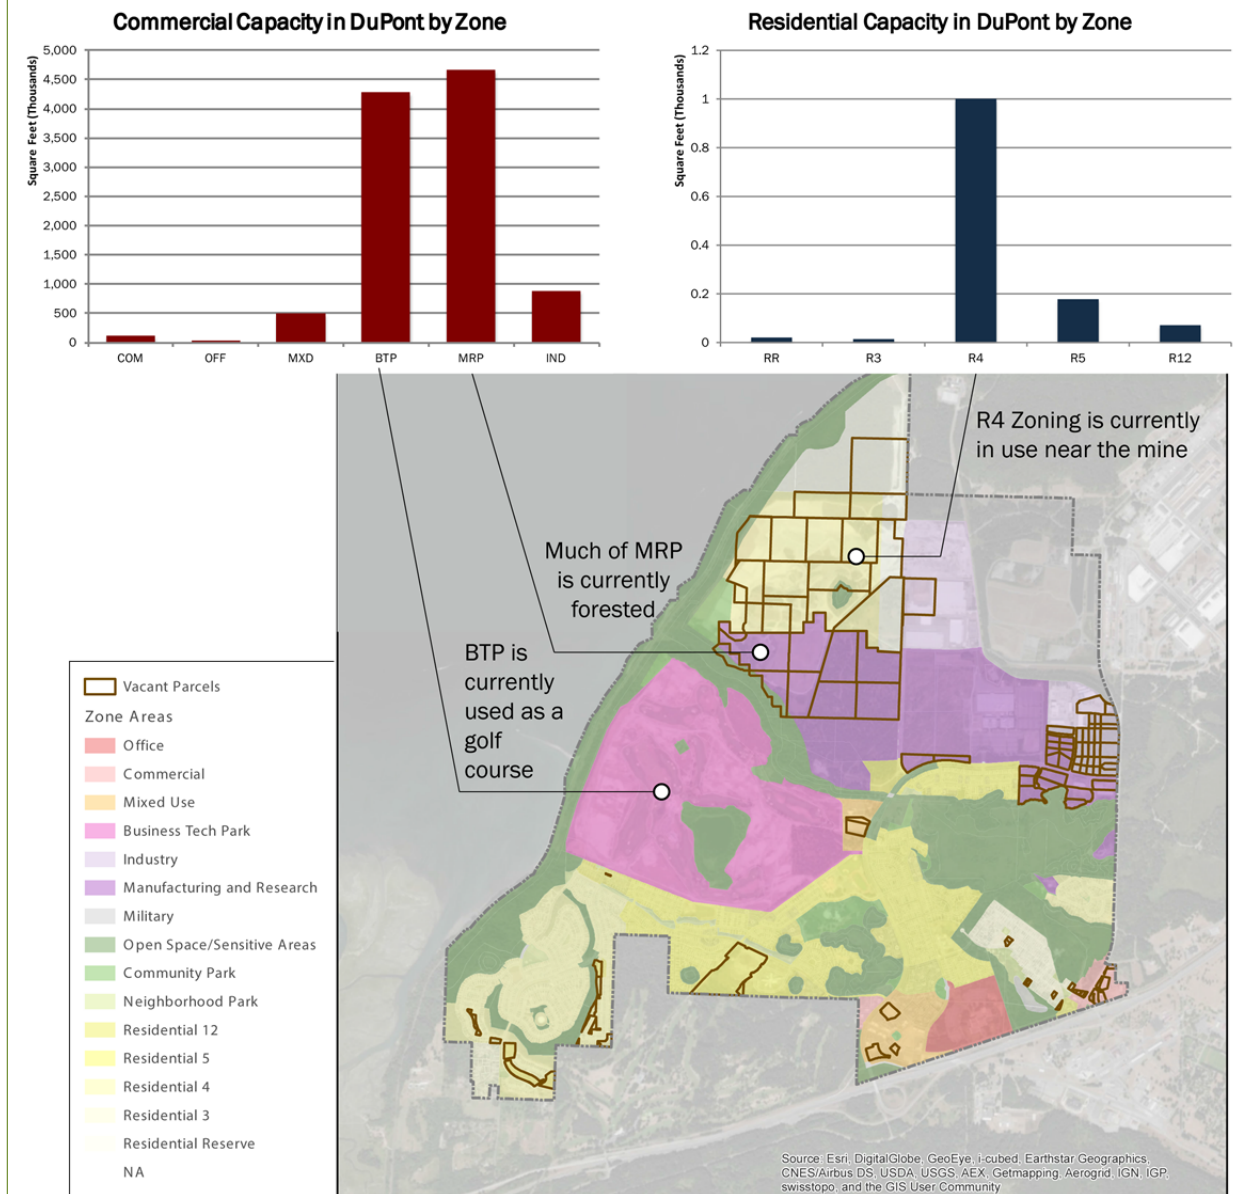 Commercial Capacity in DuPont by Zone
Square Feet (Thousands)
5,000
4,500
4,000
3,500
3,000
2,500
2,000
1,500
1,000
500
0
COM OFF MXD BTP MRP IND
Residential Capacity in DuPont by Zone
Square Feet (Thousands)
1.2
1
0.8
0.6
0.4
0.2
0
RR R3 R4 R5 R12
R4 Zoning is currently
in use near the mine
Much of MRP
is currently
forested
BTP is
currently
used as a
golf
course
Vacant Parcels
Zone Areas
Office
Commercial
Mixed Use
Business Tech Park
Industry
Manufacturing and Research
Military
Open Space/Sensitive Areas
Community Park
Neighborhood Park
Residential 12
Residential 5
Residential 4
Residential 3
Residential Reserve
NA
Source: Esri, DigitalGlobe, GeoEye, i-cubed, Earthstar Geographics,
CNES/Airbus DS, USDA, USGS, AEX, Getmapping, Aerogrid, IGN, IGP,
swisstopo, and the GIS User Community